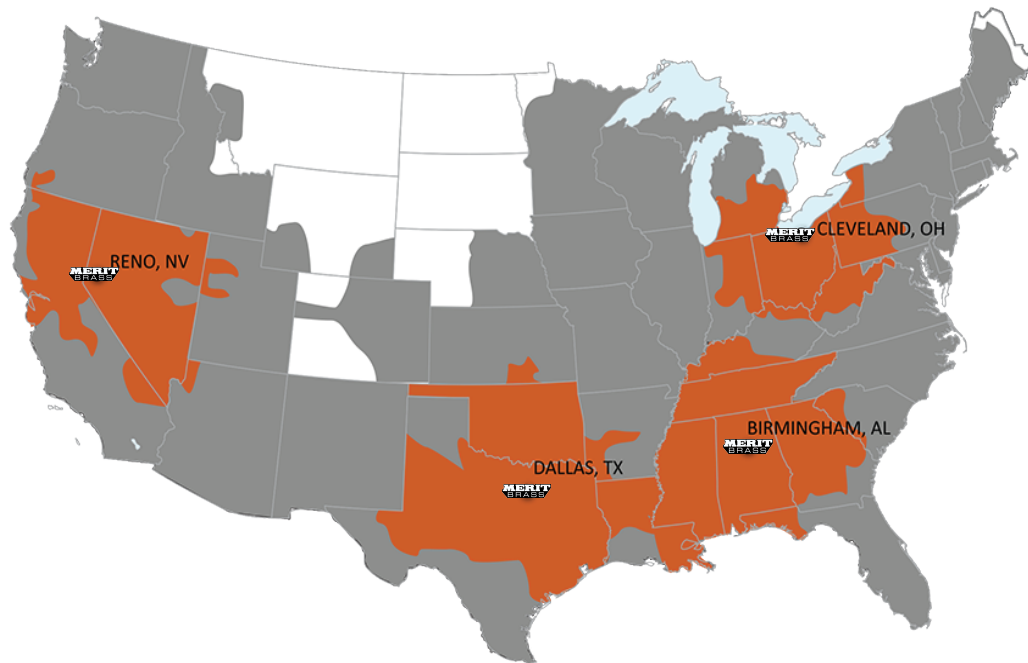 CLEVELAND, OH
MERIT
BRASS
RENO, NV
MERIT
BRASS
BIRMINGHAM, AL
MERIT
BRASS
DALLAS, TX
MERIT
BRASS